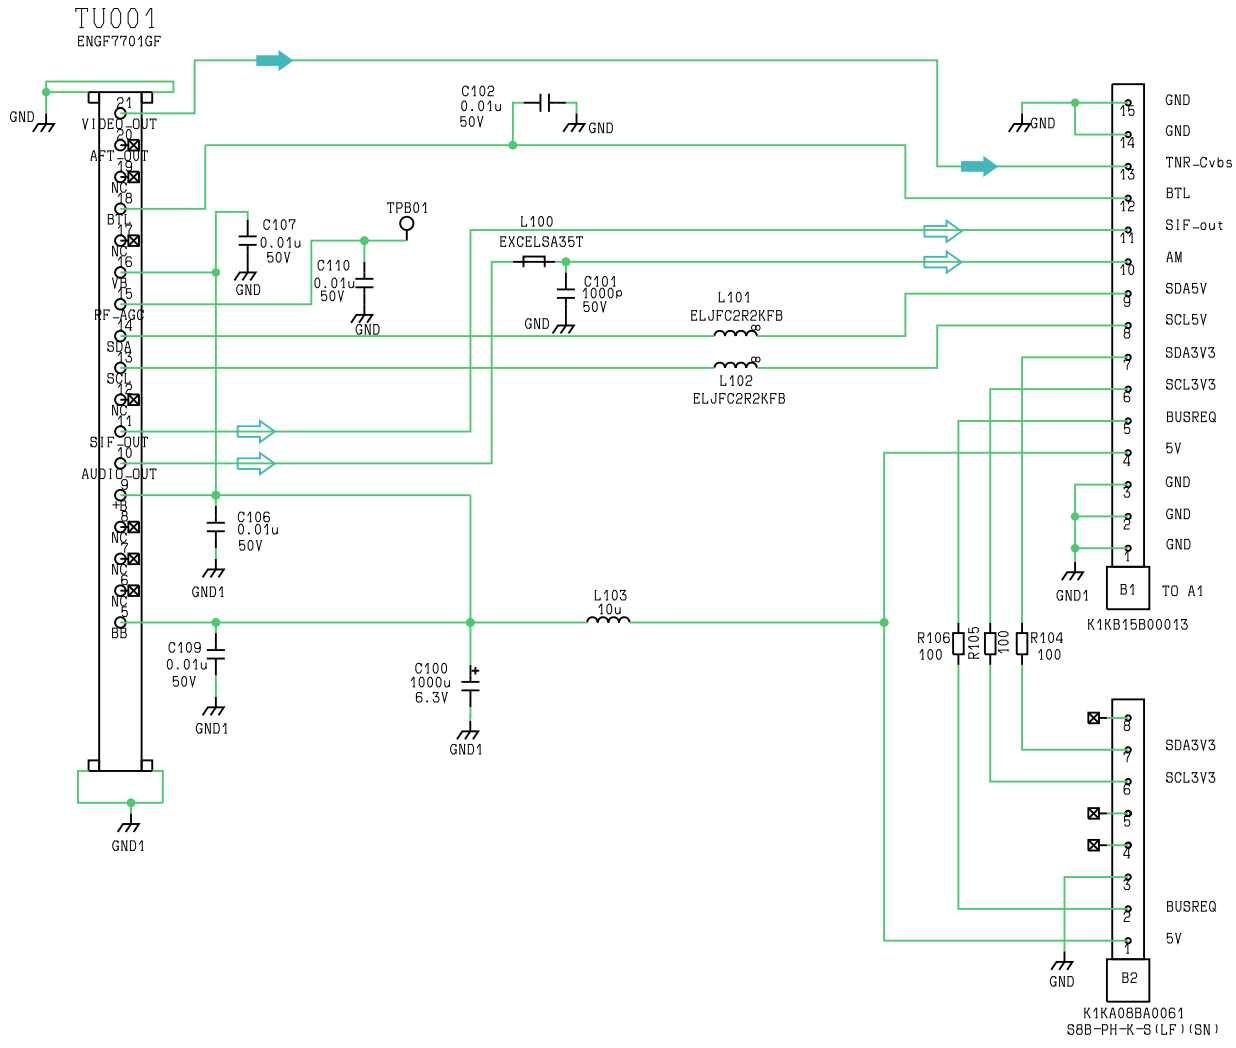 TU001
ENGF7701GF
GND
21
VIDEO_OUT
20
AFT_OUT
19
NC
18
BTL
17
NC
16
VB
15
RF_AGC
14
SDA
13
SCL
12
NC
11
SIF_OUT
10
AUDIO_OUT
9
+B
8
NC
7
NC
6
NC
5
BB
GND1
C102
0.01u
50V
GND
C107
0.01u
50V
GND
TPB01
C110
0.01u
50V
GND
L100
EXCELSA35T
C101
1000p
50V
GND
L101
ELJFC2R2KFB
L102
ELJFC2R2KFB
C106
0.01u
50V
GND1
C109
0.01u
50V
GND1
C100
1000u
6.3V
GND1
L103
10u
R106
100
R105
100
R104
100
GND
15
GND
14
GND
13
TNR_Cvbs
12
BTL
11
SIF_out
10
AM
9
SDA5V
8
SCL5V
7
SDA3V3
6
SCL3V3
5
BUSREQ
4
5V
3
GND
2
GND
1
GND
GND1
B1
TO A1
K1KB15B00013
8
7
SDA3V3
6
SCL3V3
5
4
3
2
BUSREQ
1
5V
GND
B2
K1KA08BA0061
S8B-PH-K-S(LF)(SN)